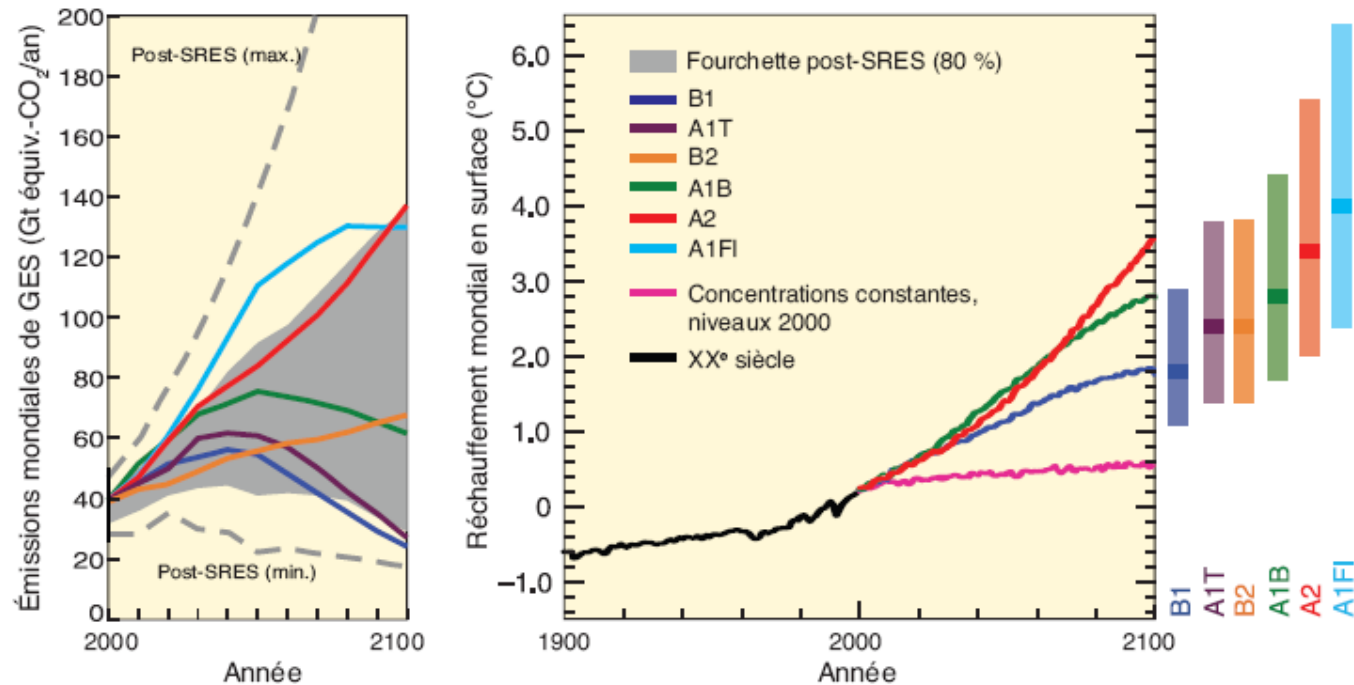 Émissions mondiales de GES (Gt équiv.-CO₂/an)
200
180
160
140
120
100
80
60
40
20
0
Post-SRES (max.)
Post-SRES (min.)
2000
2100
Année
Réchauffement mondial en surface (°C)
6.0
5.0
4.0
3.0
2.0
1.0
0
–1.0
Fourchette post-SRES (80 %)
B1
A1T
B2
A1B
A2
A1FI
Concentrations constantes,
niveaux 2000
XXᵉ siècle
1900
2000
2100
Année
B1
A1T
B2
A1B
A2
A1FI